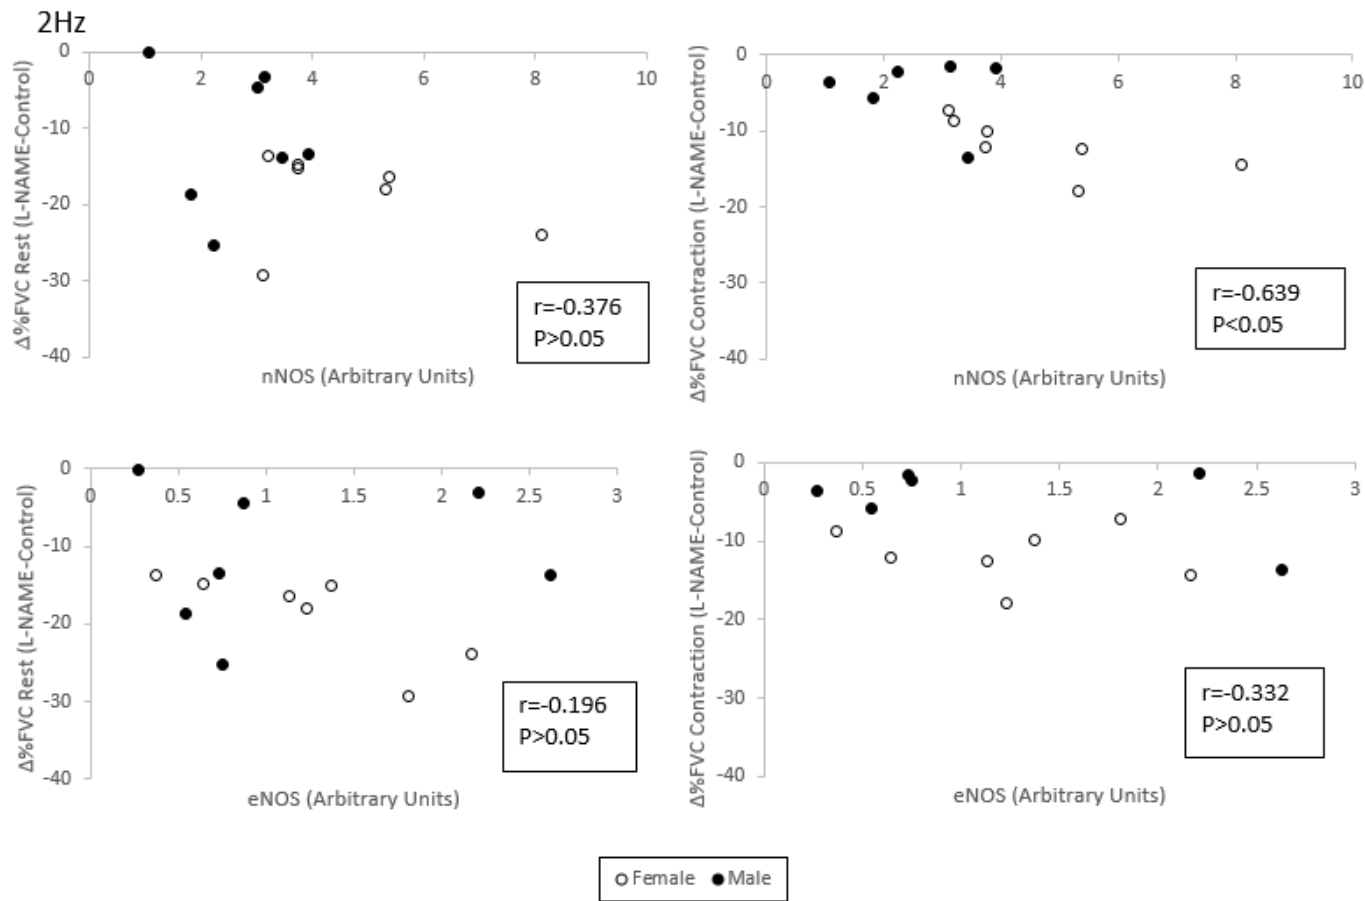 2Hz
0
0
2
4
6
8
10
-10
-20
-30
-40
Δ%FVC Rest (L-NAME-Control)
nNOS (Arbitrary Units)
r=-0.376
P>0.05
0
0
2
4
6
8
10
-10
-20
-30
-40
Δ%FVC Contraction (L-NAME-Control)
nNOS (Arbitrary Units)
r=-0.639
P<0.05
0
0
0.5
1
1.5
2
2.5
3
-10
-20
-30
-40
Δ%FVC Rest (L-NAME-Control)
eNOS (Arbitrary Units)
r=-0.196
P>0.05
0
0
0.5
1
1.5
2
2.5
3
-10
-20
-30
-40
Δ%FVC Contraction (L-NAME-Control)
eNOS (Arbitrary Units)
r=-0.332
P>0.05
Female Male